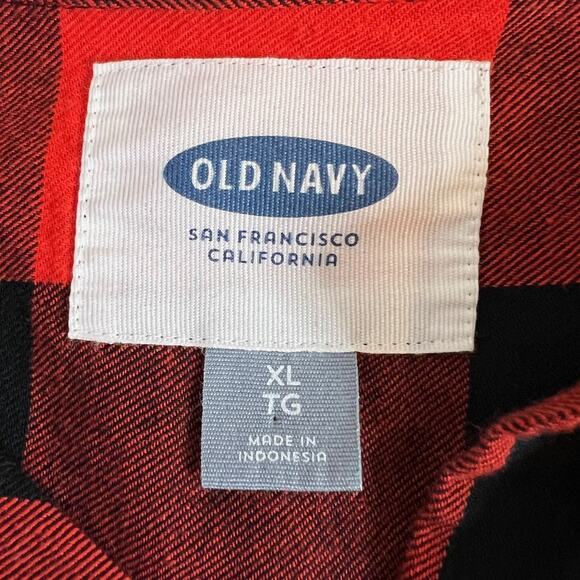 OLD NAVY
SAN FRANCISCO
CALIFORNIA
XL
TG
MADE IN
INDONESIA